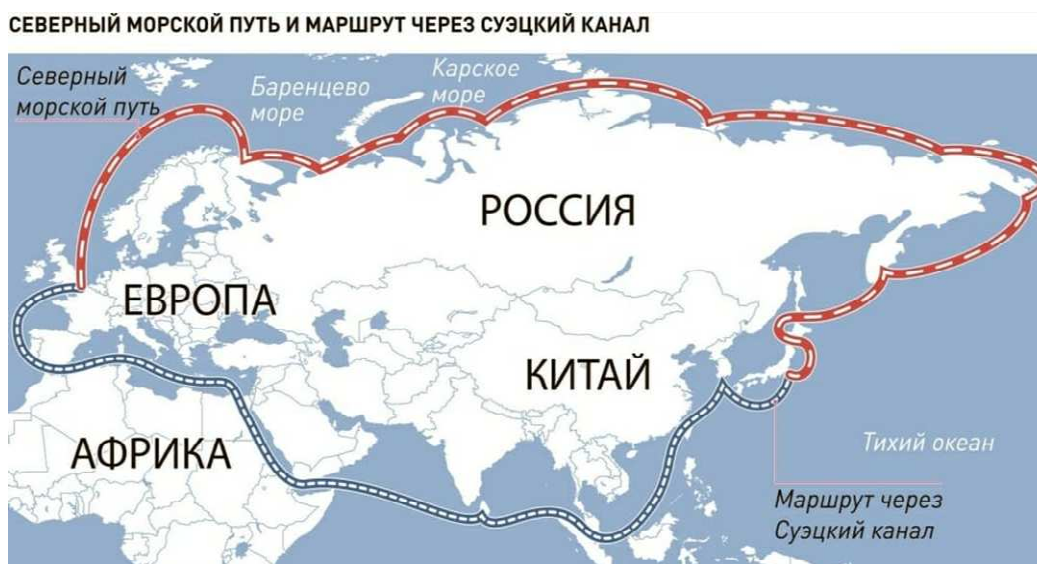 СЕВЕРНЫЙ МОРСКОЙ ПУТЬ И МАРШРУТ ЧЕРЕЗ СУЭЦКИЙ КАНАЛ
Северный
морской путь
Баренцево
море
Карское
море
РОССИЯ
ЕВРОПА
КИТАЙ
АФРИКА
Тихий океан
Маршрут через
Суэцкий канал